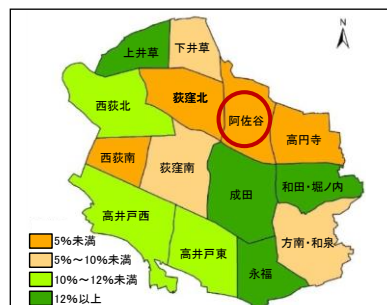 N
上井草
下井草
西荻北
荻窪北
阿佐谷
高円寺
西荻南
荻窪南
成田
和田・堀ノ内
高井戸西
高井戸東
方南・和泉
永福
5%未満
5%～10%未満
10%～12%未満
12%以上